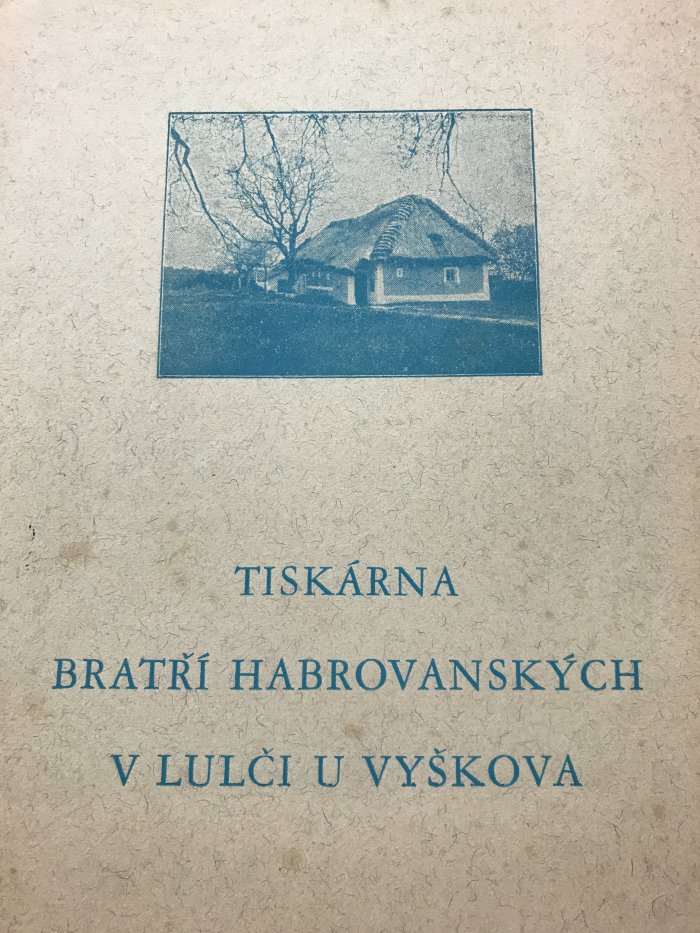 TISKÁRNA
BRATŘÍ HABROVANSKÝCH
V LULČI U VYŠKOVA